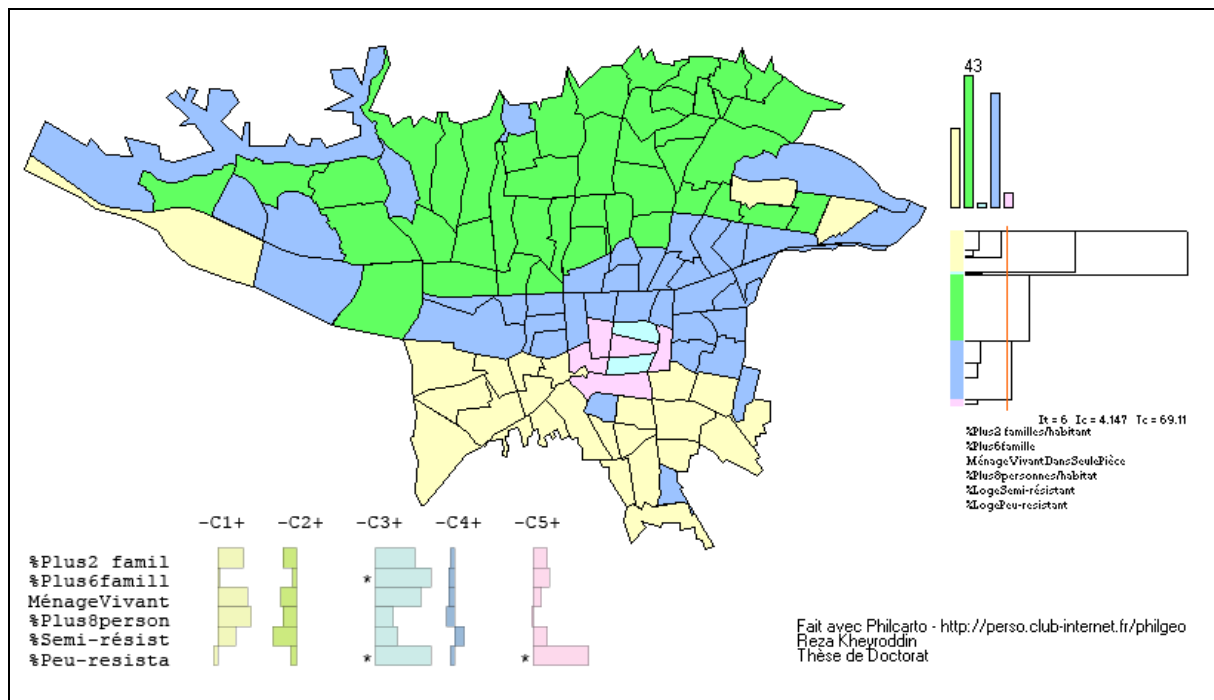 43
It = 6 Ic = 4.147 Tc = 69.11
%Plus2 familles/habitant
%Plus6famille
MénageVivantDansSeulePièce
%Plus8personnes/habitat
%LogeSemi-résistant
%LogePeu-resistant
-C1+ -C2+ -C3+ -C4+ -C5+
%Plus2 famil
%Plus6famill *
MénageVivant
%Plus8person
%Semi-résist
%Peu-resista * *
Fait avec Philcarto - http://perso.club-internet.fr/philgeo
Reza Kheyroddin
Thèse de Doctorat